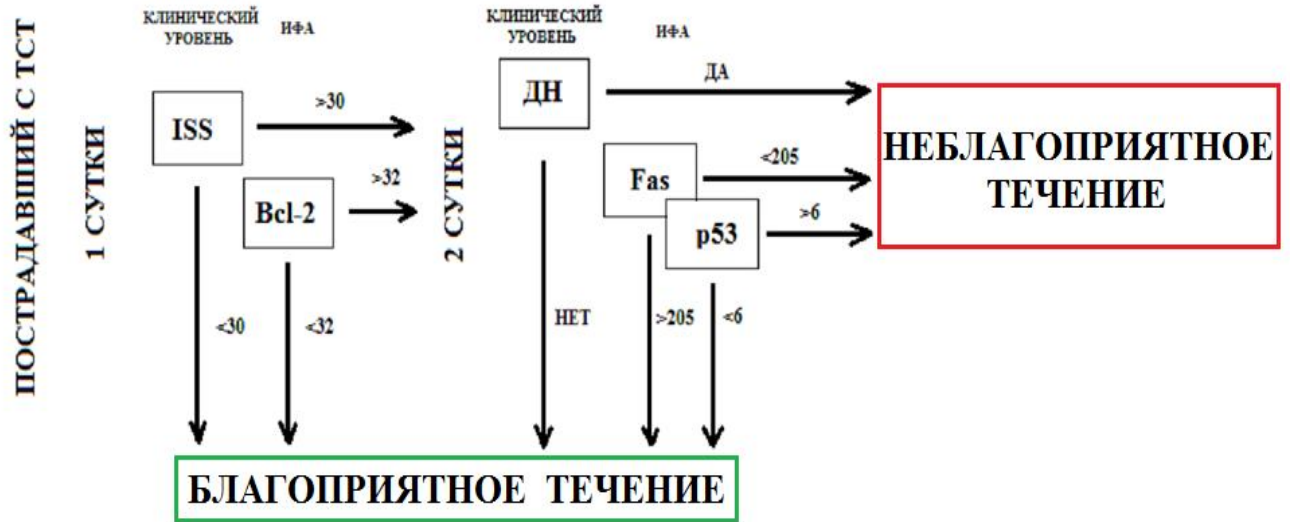 ПОСТРАДАВШИЙ С ТСТ
1 СУТКИ
КЛИНИЧЕСКИЙ
УРОВЕНЬ
ИФА
ISS
>30
Bcl-2
>32
<30
<32
2 СУТКИ
КЛИНИЧЕСКИЙ
УРОВЕНЬ
ИФА
ДН
ДА
Fas
<205
p53
>6
НЕТ
>205
<6
НЕБЛАГОПРИЯТНОЕ
ТЕЧЕНИЕ
БЛАГОПРИЯТНОЕ ТЕЧЕНИЕ